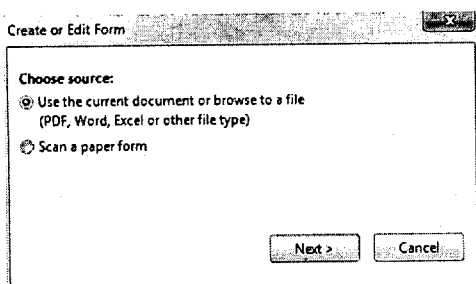 Create or Edit Form
Choose source:
Use the current document or browse to a file
(PDF, Word, Excel or other file type)
Scan a paper form
Next >
Cancel